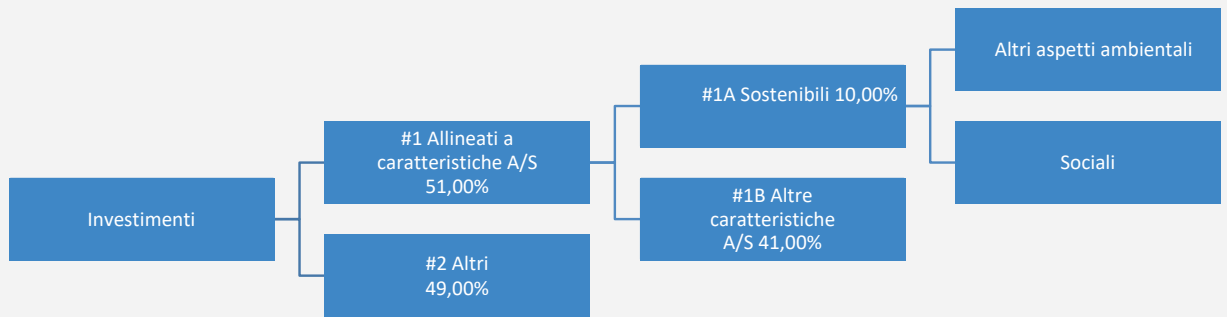 Investimenti
#1 Allineati a
caratteristiche A/S
51,00%
#2 Altri
49,00%
#1A Sostenibili 10,00%
#1B Altre
caratteristiche
A/S 41,00%
Altri aspetti ambientali
Sociali